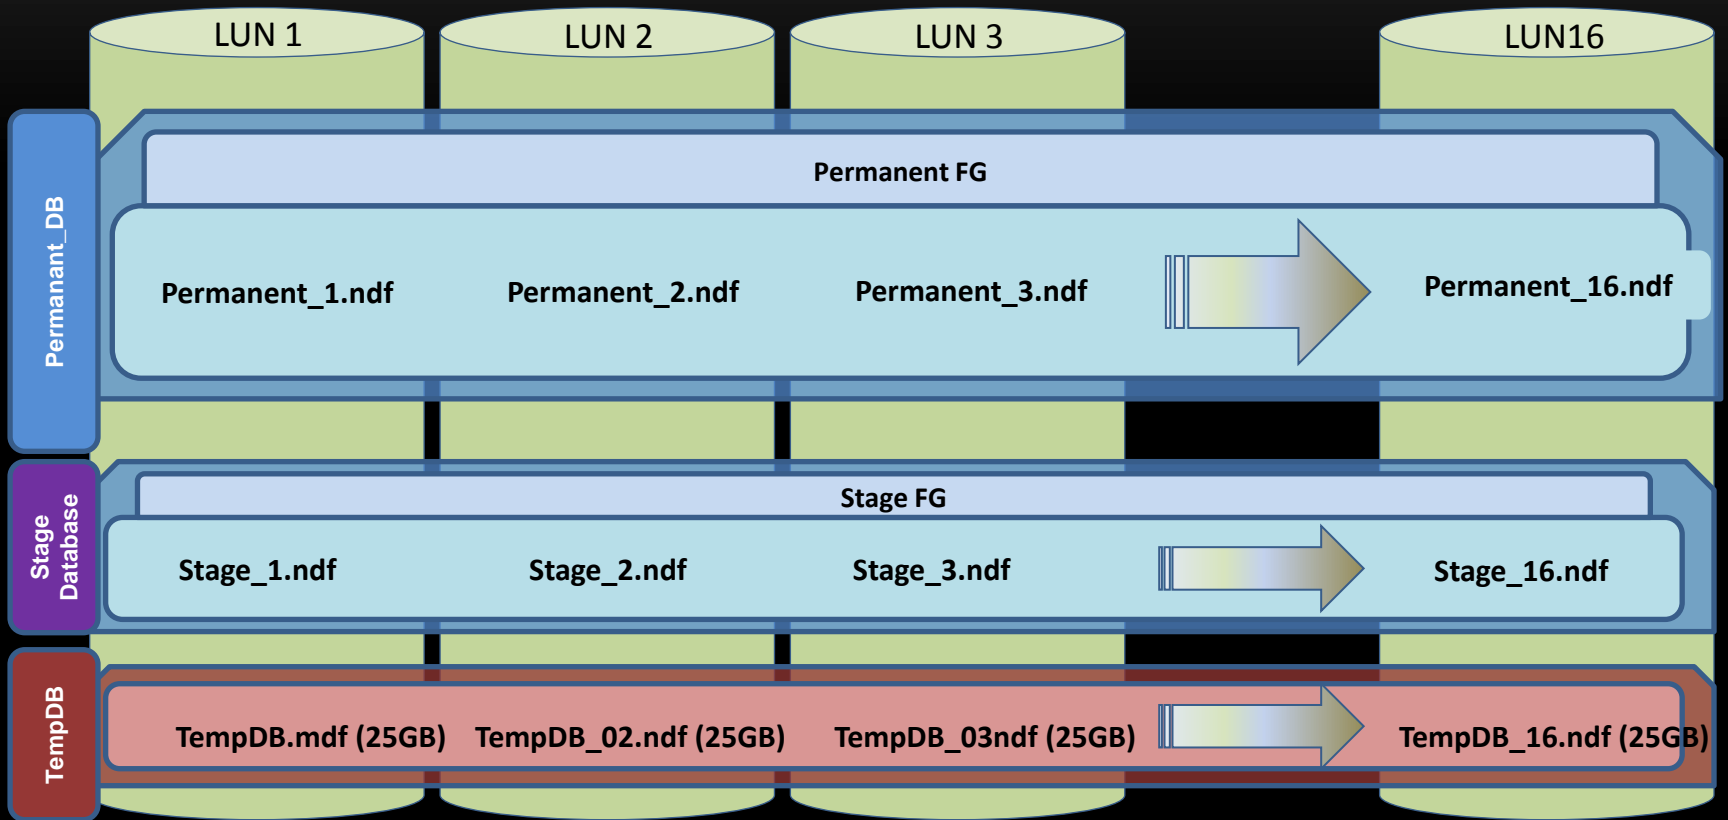 LUN 1
LUN 2
LUN 3
LUN16
Permanant_DB
Permanent FG
Permanent_1.ndf
Permanent_2.ndf
Permanent_3.ndf
Permanent_16.ndf
Stage
Database
Stage FG
Stage_1.ndf
Stage_2.ndf
Stage_3.ndf
Stage_16.ndf
TempDB
TempDB.mdf (25GB)
TempDB_02.ndf (25GB)
TempDB_03ndf (25GB)
TempDB_16.ndf (25GB)